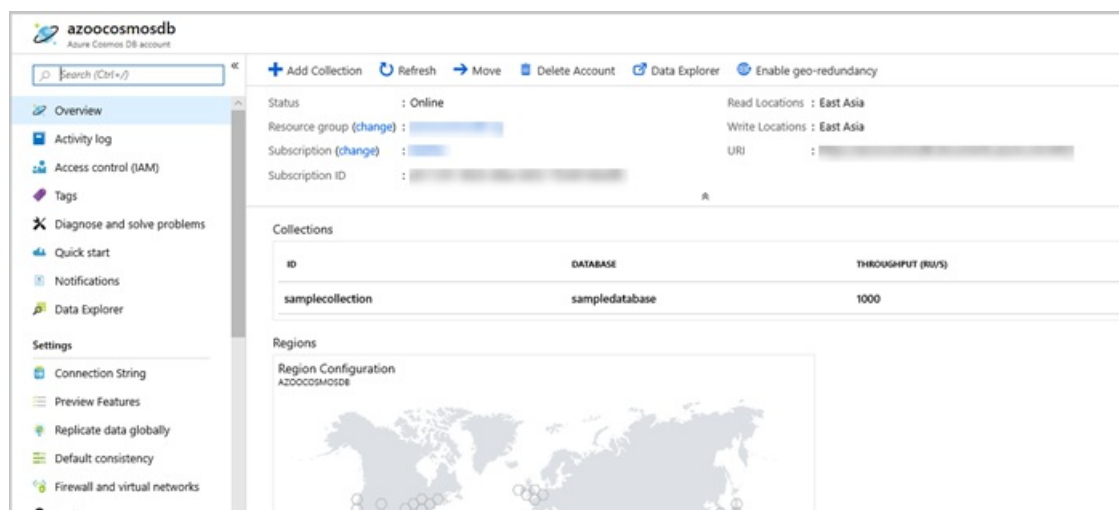 azoocosmosdb
Azure Cosmos DB account
Search (Ctrl+/)
«
Overview
Activity log
Access control (IAM)
Tags
Diagnose and solve problems
Quick start
Notifications
Data Explorer
Settings
Connection String
Preview Features
Replicate data globally
Default consistency
Firewall and virtual networks
Add Collection Refresh Move Delete Account Data Explorer Enable geo-redundancy
Status : Online
Resource group (change) :
Subscription (change) :
Subscription ID :
Read Locations : East Asia
Write Locations : East Asia
URI :
Collections
ID DATABASE THROUGHPUT (RU/S)
samplecollection sampledatabase 1000
Regions
Region Configuration
AZOOCOSMOSDB